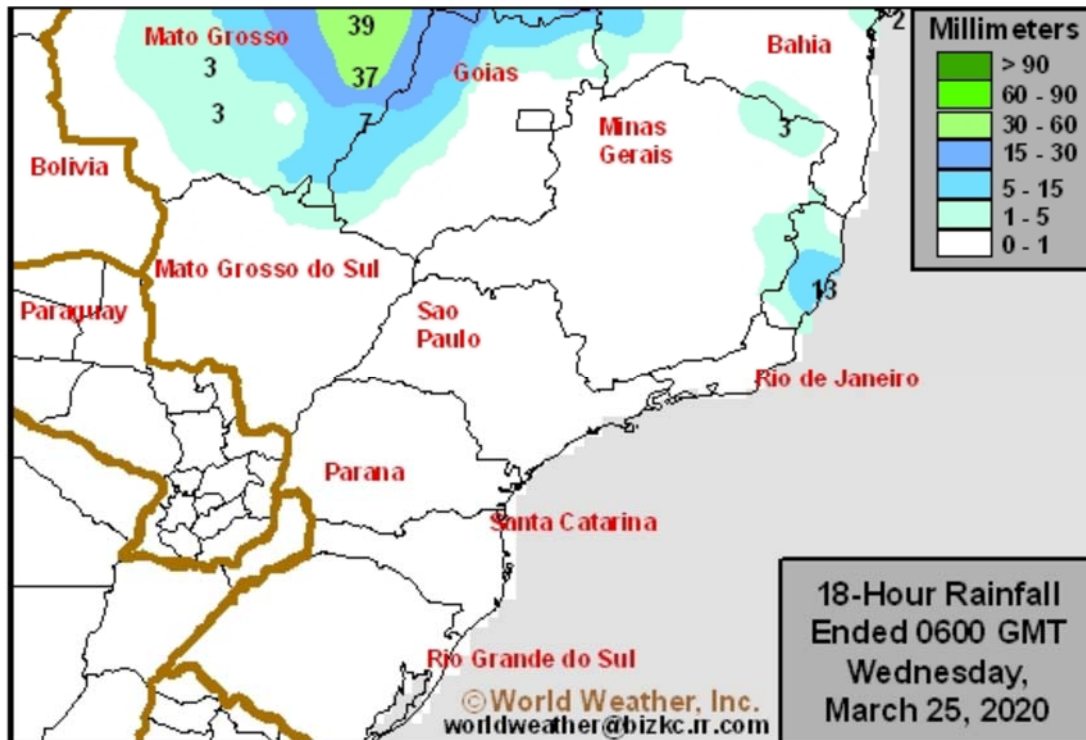 39
Mato Grosso
3
37
Goias
3
7
Bahia
2
Minas
Gerais
3
Bolivia
Mato Grosso do Sul
13
Paraguay
Sao
Paulo
Rio de Janeiro
Parana
Santa Catarina
Rio Grande do Sul
©World Weather, Inc.
worldweather@bizkc.rr.com
Millimeters
> 90
60 - 90
30 - 60
15 - 30
5 - 15
1 - 5
0 - 1
18-Hour Rainfall
Ended 0600 GMT
Wednesday,
March 25, 2020